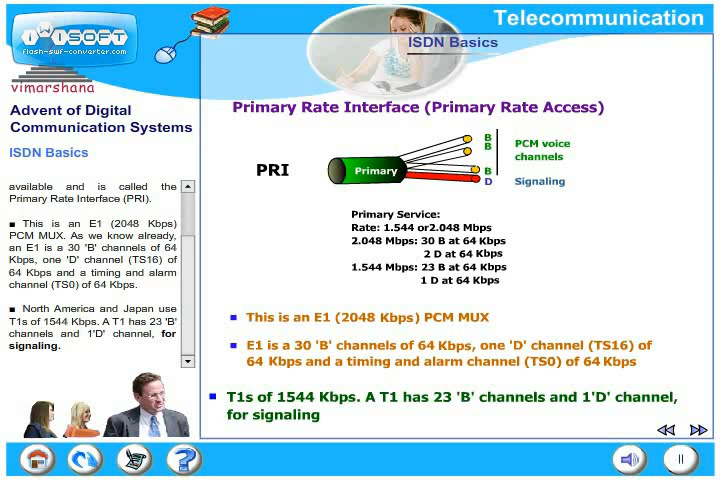 Telecommunication
ISDN Basics
iWiSOFT
flash-swf-converter.com
vimarshana
Advent of Digital
Communication Systems
ISDN Basics
available and is called the
Primary Rate Interface (PRI).
■ This is an E1 (2048 Kbps)
PCM MUX. As we know already,
an E1 is a 30 'B' channels of 64
Kbps, one 'D' channel (TS16) of
64 Kbps and a timing and alarm
channel (TS0) of 64 Kbps.
■ North America and Japan use
T1s of 1544 Kbps. A T1 has 23 'B'
channels and 1'D' channel, for
signaling.
Primary Rate Interface (Primary Rate Access)
PRI
Primary
B
B
B
D
PCM voice
channels
Signaling
Primary Service:
Rate: 1.544 or2.048 Mbps
2.048 Mbps: 30 B at 64 Kbps
2 D at 64 Kbps
1.544 Mbps: 23 B at 64 Kbps
1 D at 64 Kbps
This is an E1 (2048 Kbps) PCM MUX
E1 is a 30 'B' channels of 64 Kbps, one 'D' channel (TS16) of
64 Kbps and a timing and alarm channel (TS0) of 64 Kbps
T1s of 1544 Kbps. A T1 has 23 'B' channels and 1'D' channel,
for signaling